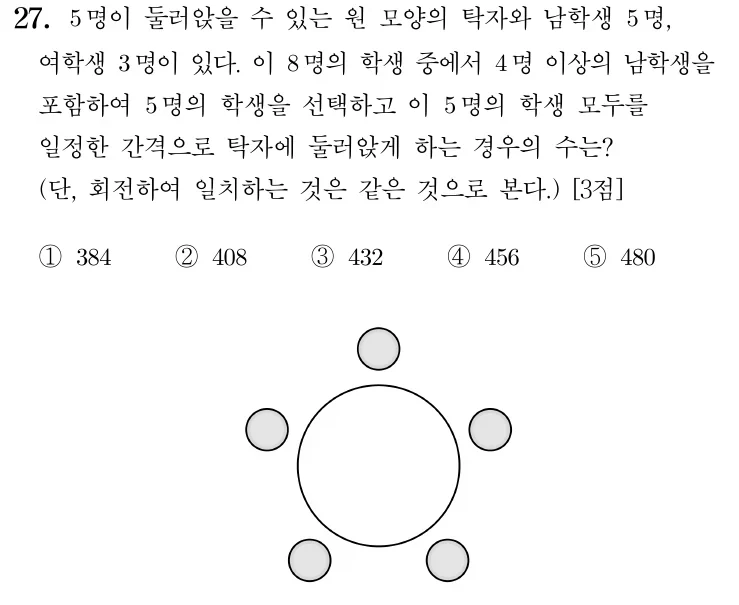 27. 5명이 둘러앉을 수 있는 원 모양의 탁자와 남학생 5명,
여학생 3명이 있다. 이 8명의 학생 중에서 4명 이상의 남학생을
포함하여 5명의 학생을 선택하고 이 5명의 학생 모두를
일정한 간격으로 탁자에 둘러앉게 하는 경우의 수는?
(단, 회전하여 일치하는 것은 같은 것으로 본다.) [3점]
① 384 ② 408 ③ 432 ④ 456 ⑤ 480